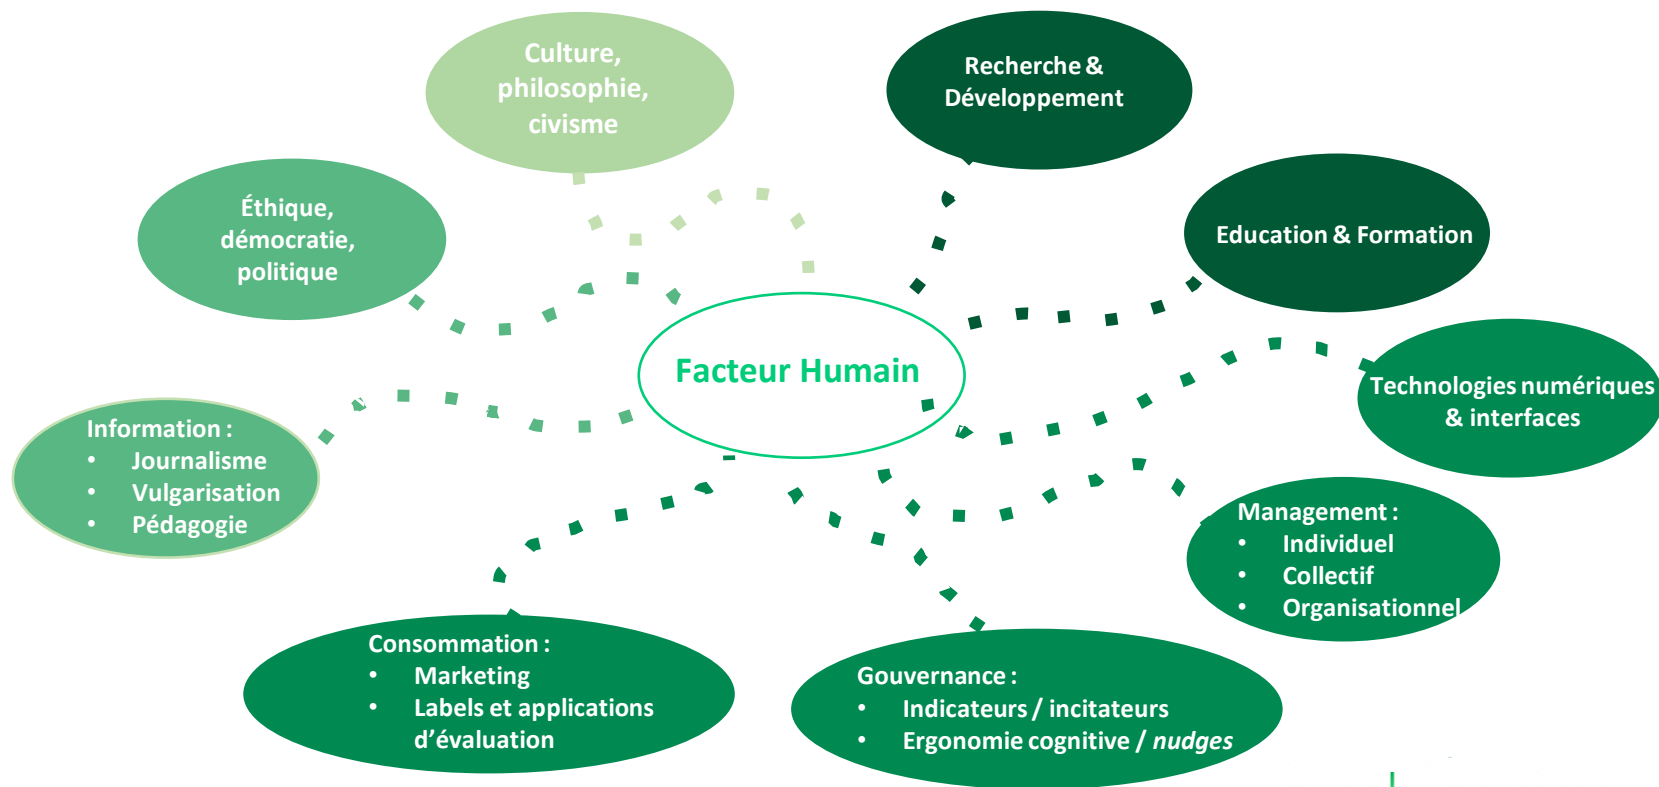 Culture,
philosophie,
civisme
Recherche &
Développement
Éthique,
démocratie,
politique
Education & Formation
Facteur Humain
Technologies numériques
& interfaces
Information :
• Journalisme
• Vulgarisation
• Pédagogie
Management :
• Individuel
• Collectif
• Organisationnel
Consommation :
• Marketing
• Labels et applications
d’évaluation
Gouvernance :
• Indicateurs / incitateurs
• Ergonomie cognitive / nudges